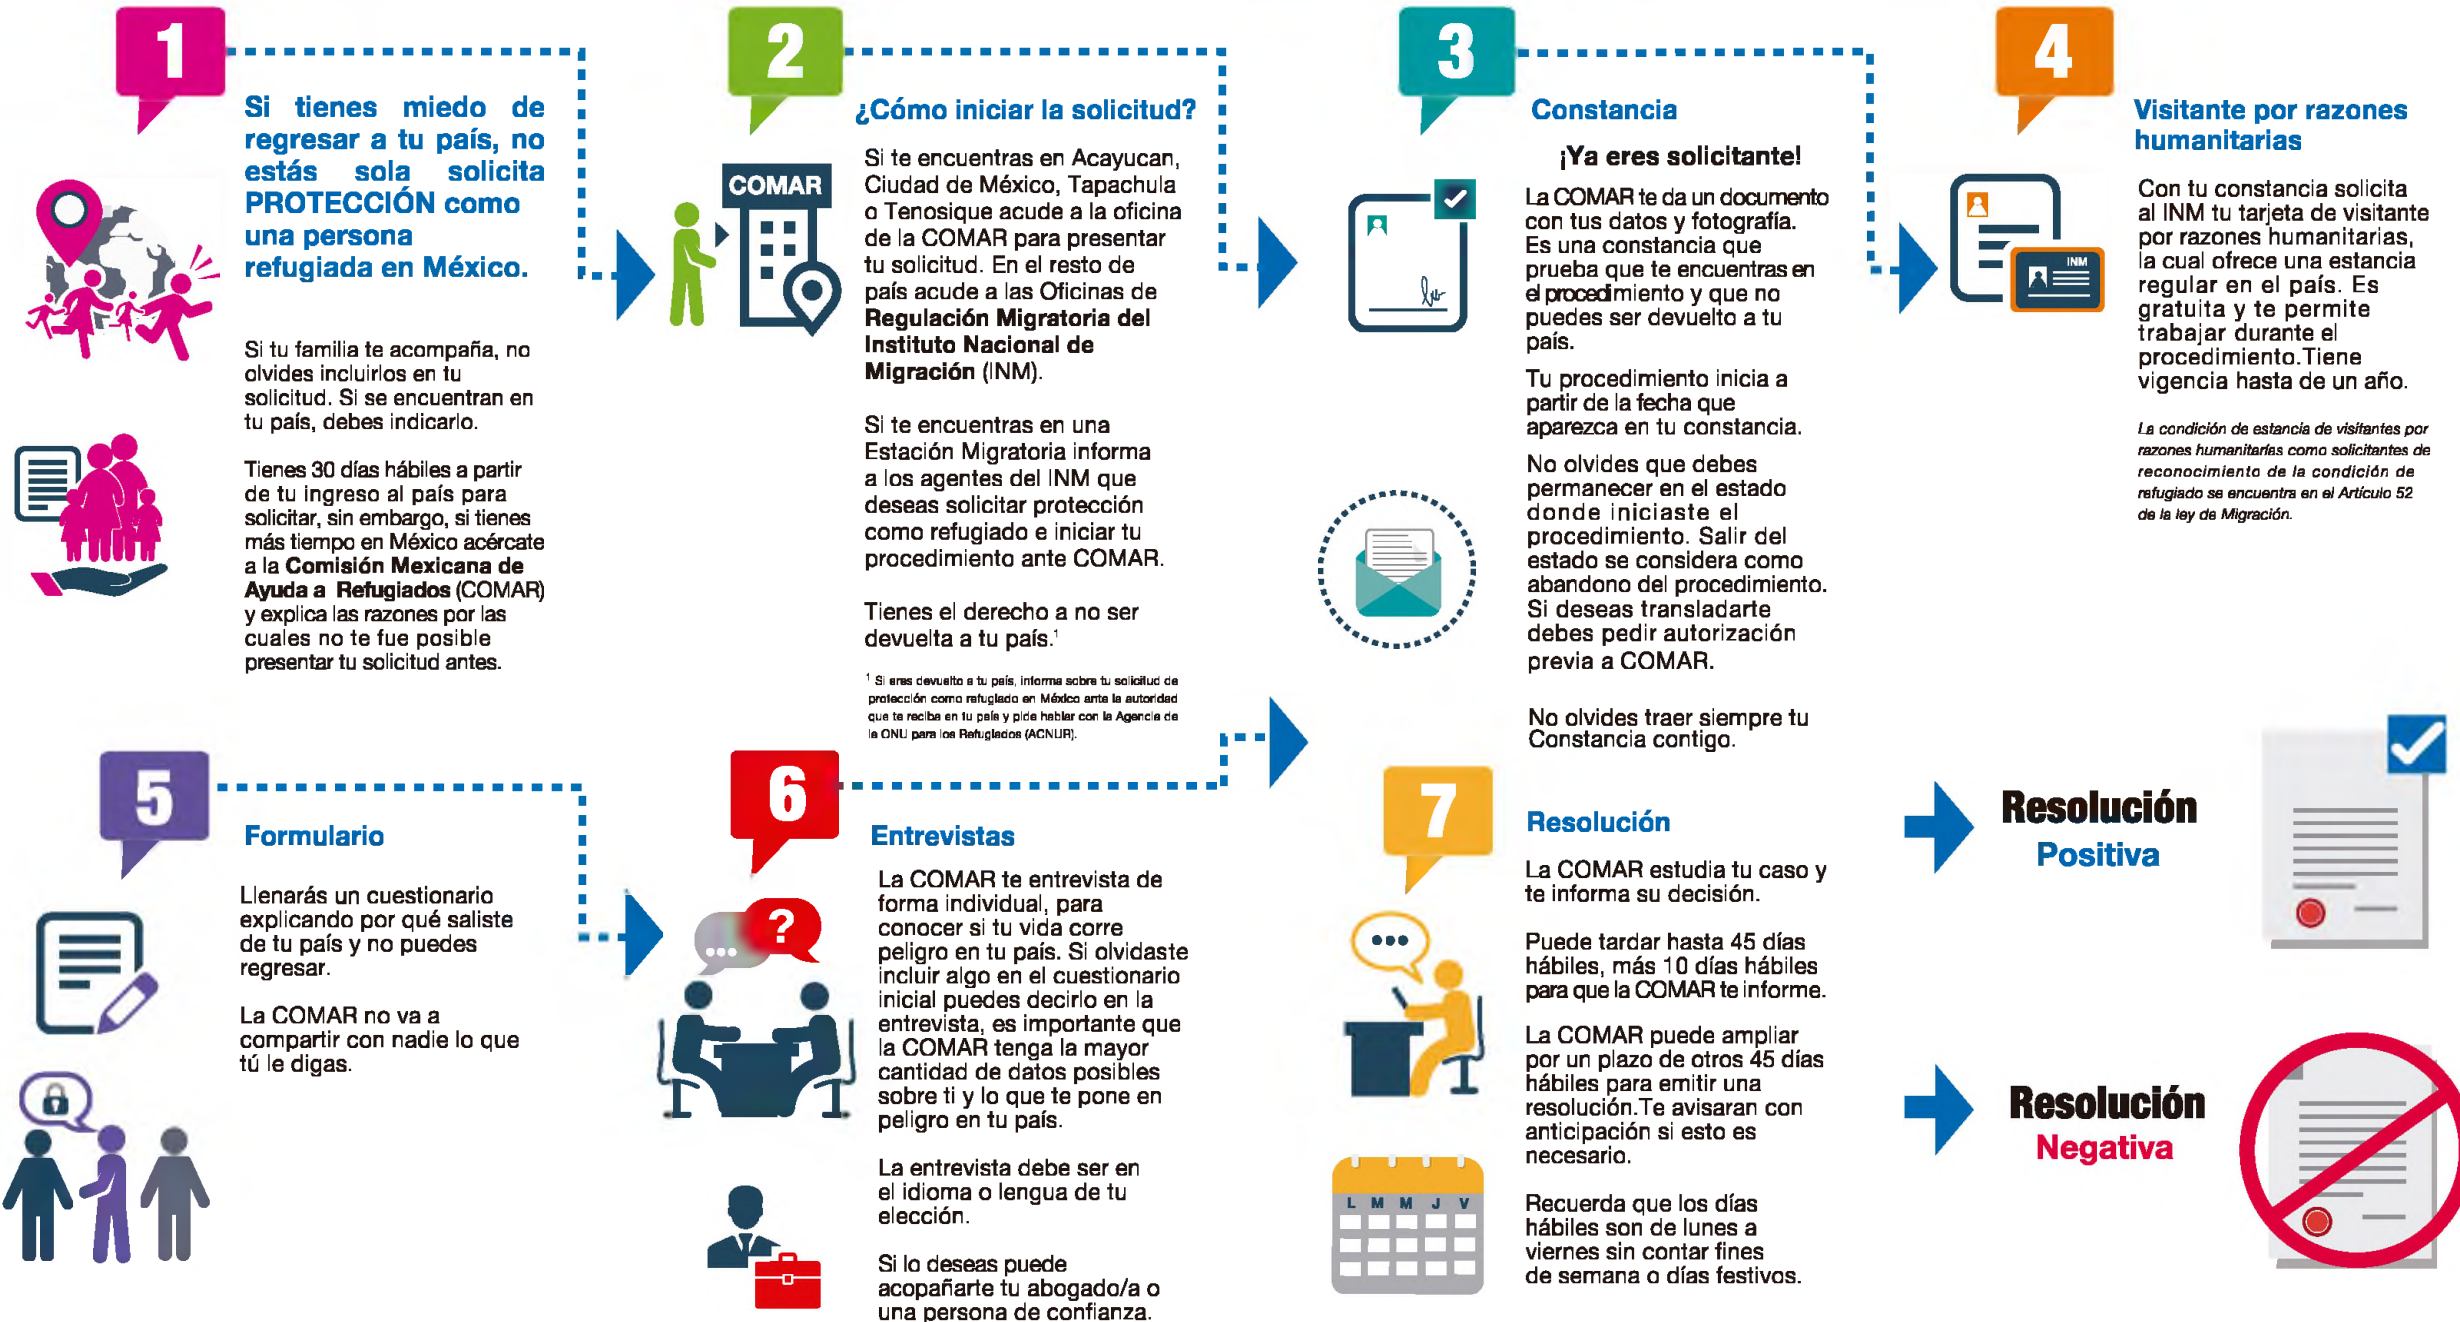 1
Si tienes miedo de
regresar a tu país, no
estás sola solicita
PROTECCIÓN como
una persona
refugiada en México.
Si tu familia te acompaña, no
olvides incluirlos en tu
solicitud. Si se encuentran en
tu país, debes indicarlo.
Tienes 30 días hábiles a partir
de tu ingreso al país para
solicitar, sin embargo, si tienes
más tiempo en México acércate
a la Comisión Mexicana de
Ayuda a Refugiados (COMAR)
y explica las razones por las
cuales no te fue posible
presentar tu solicitud antes.
2
¿Cómo iniciar la solicitud?
COMAR
Si te encuentras en Acayucan,
Ciudad de México, Tapachula
o Tenosique acude a la oficina
de la COMAR para presentar
tu solicitud. En el resto de
país acude a las Oficinas de
Regulación Migratoria del
Instituto Nacional de
Migración (INM).
Si te encuentras en una
Estación Migratoria informa
a los agentes del INM que
deseas solicitar protección
como refugiado e iniciar tu
procedimiento ante COMAR.
Tienes el derecho a no ser
devuelta a tu país.¹
¹ Si eres devuelto a tu país, informa sobre tu solicitud de
protección como refugiado en México ante la autoridad
que te reciba en tu país y pide hablar con la Agencia de
la ONU para los Refugiados (ACNUR).
3
Constancia
¡Ya eres solicitante!
La COMAR te da un documento
con tus datos y fotografía.
Es una constancia que
prueba que te encuentras en
el procedimiento y que no
puedes ser devuelto a tu
país.
Tu procedimiento inicia a
partir de la fecha que
aparezca en tu constancia.
No olvides que debes
permanecer en el estado
donde iniciaste el
procedimiento. Salir del
estado se considera como
abandono del procedimiento.
Si deseas transladarte
debes pedir autorización
previa a COMAR.
No olvides traer siempre tu
Constancia contigo.
4
Visitante por razones
humanitarias
INM
Con tu constancia solicita
al INM tu tarjeta de visitante
por razones humanitarias,
la cual ofrece una estancia
regular en el país. Es
gratuita y te permite
trabajar durante el
procedimiento.Tiene
vigencia hasta de un año.
La condición de estancia de visitantes por
razones humanitarias como solicitantes de
reconocimiento de la condición de
refugiado se encuentra en el Artículo 52
de la ley de Migración.
5
Formulario
Llenarás un cuestionario
explicando por qué saliste
de tu país y no puedes
regresar.
La COMAR no va a
compartir con nadie lo que
tú le digas.
6
Entrevistas
?
La COMAR te entrevista de
forma individual, para
conocer si tu vida corre
peligro en tu país. Si olvidaste
incluir algo en el cuestionario
inicial puedes decirlo en la
entrevista, es importante que
la COMAR tenga la mayor
cantidad de datos posibles
sobre ti y lo que te pone en
peligro en tu país.
La entrevista debe ser en
el idioma o lengua de tu
elección.
Si lo deseas puede
acopañarte tu abogado/a o
una persona de confianza.
7
Resolución
La COMAR estudia tu caso y
te informa su decisión.
Puede tardar hasta 45 días
hábiles, más 10 días hábiles
para que la COMAR te informe.
La COMAR puede ampliar
por un plazo de otros 45 días
hábiles para emitir una
resolución.Te avisaran con
anticipación si esto es
necesario.
L M M J V
Recuerda que los días
hábiles son de lunes a
viernes sin contar fines
de semana o días festivos.
Resolución
Positiva
Resolución
Negativa